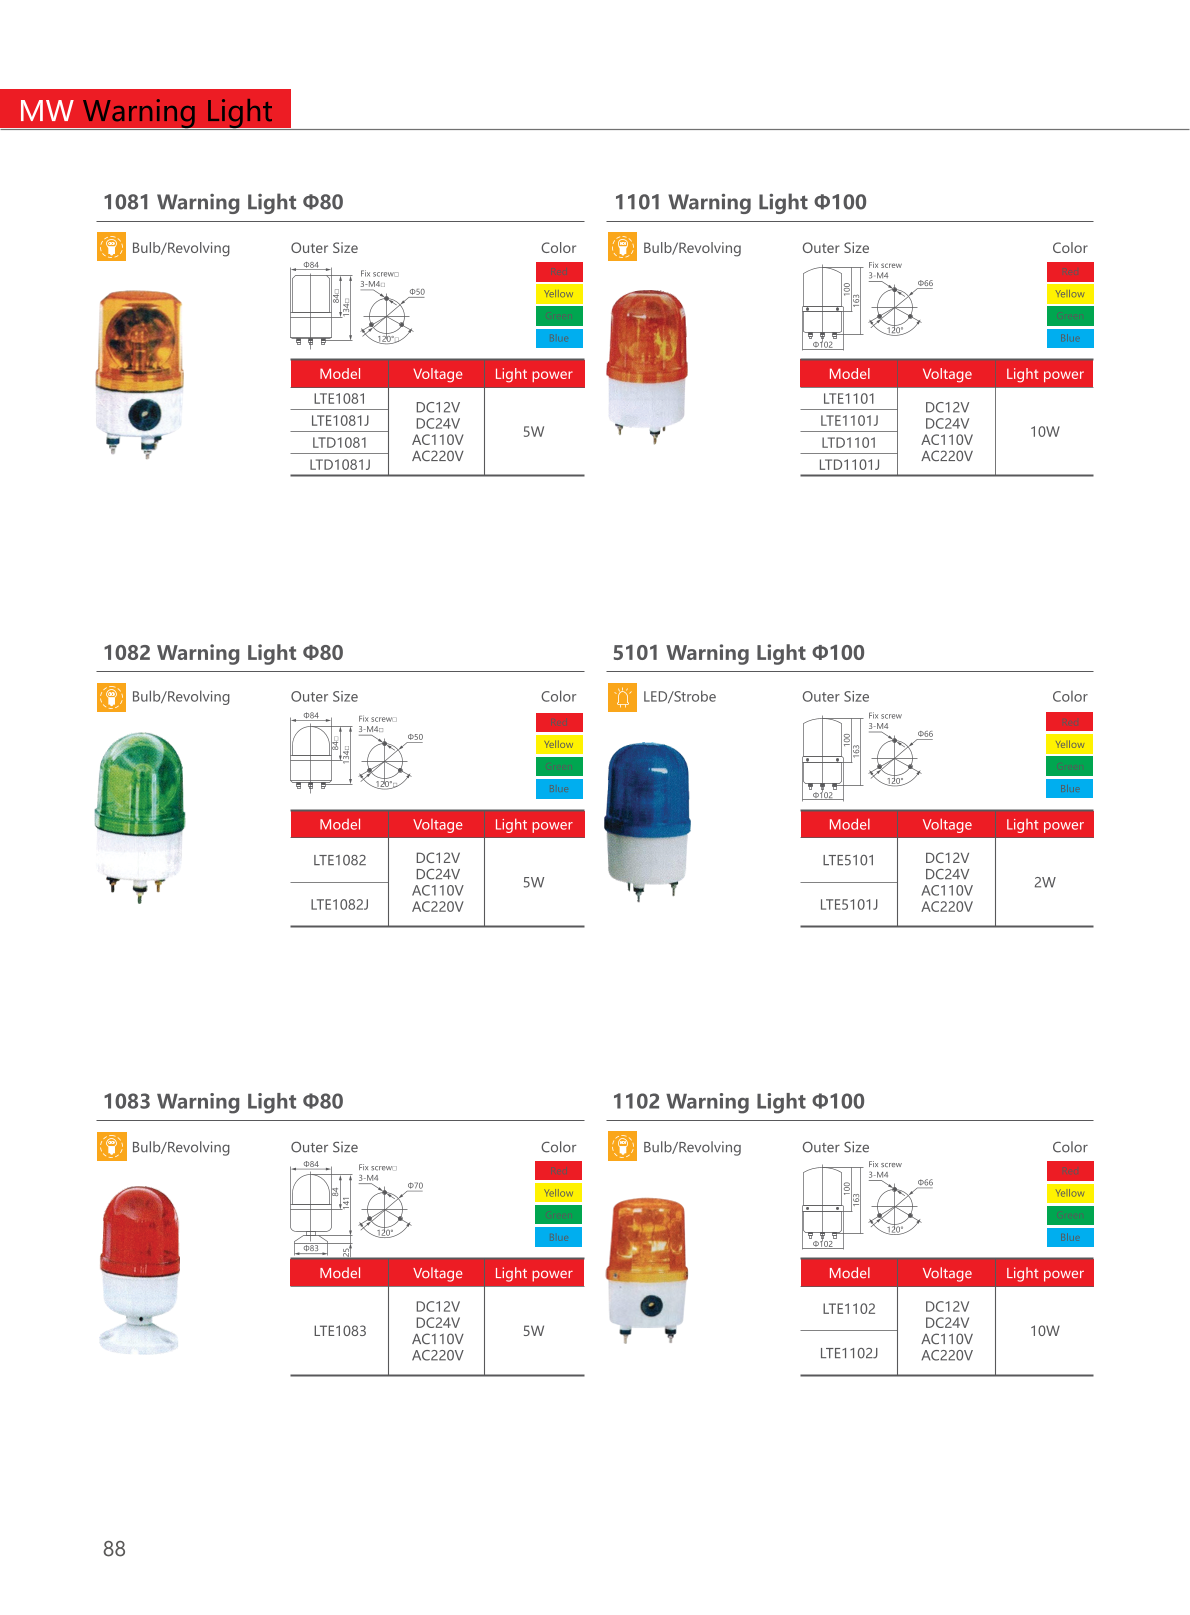 MW Warning Light
1081 Warning Light Φ80
Bulb/Revolving
Outer Size
Color
Φ84
Fix screw□
3-M4□
Φ50
84□
134□
120°□
Red
Yellow
Green
Blue
Model Voltage Light power
LTE1081
LTE1081J
LTD1081
LTD1081J
DC12V
DC24V
AC110V
AC220V
5W
1101 Warning Light Φ100
Bulb/Revolving
Outer Size
Color
Fix screw
3-M4
Φ66
100
163
120°
Φ102
Red
Yellow
Green
Blue
Model Voltage Light power
LTE1101
LTE1101J
LTD1101
LTD1101J
DC12V
DC24V
AC110V
AC220V
10W
1082 Warning Light Φ80
Bulb/Revolving
Outer Size
Color
Φ84
Fix screw□
3-M4□
Φ50
84□
134□
120°□
Red
Yellow
Green
Blue
Model Voltage Light power
LTE1082
LTE1082J
DC12V
DC24V
AC110V
AC220V
5W
5101 Warning Light Φ100
LED/Strobe
Outer Size
Color
Fix screw
3-M4
Φ66
100
163
120°
Φ102
Red
Yellow
Green
Blue
Model Voltage Light power
LTE5101
LTE5101J
DC12V
DC24V
AC110V
AC220V
2W
1083 Warning Light Φ80
Bulb/Revolving
Outer Size
Color
Φ84
Fix screw□
3-M4
Φ70
84
141
120°
Φ83
25
Red
Yellow
Green
Blue
Model Voltage Light power
LTE1083
DC12V
DC24V
AC110V
AC220V
5W
1102 Warning Light Φ100
Bulb/Revolving
Outer Size
Color
Fix screw
3-M4
Φ66
100
163
120°
Φ102
Red
Yellow
Green
Blue
Model Voltage Light power
LTE1102
LTE1102J
DC12V
DC24V
AC110V
AC220V
10W
88